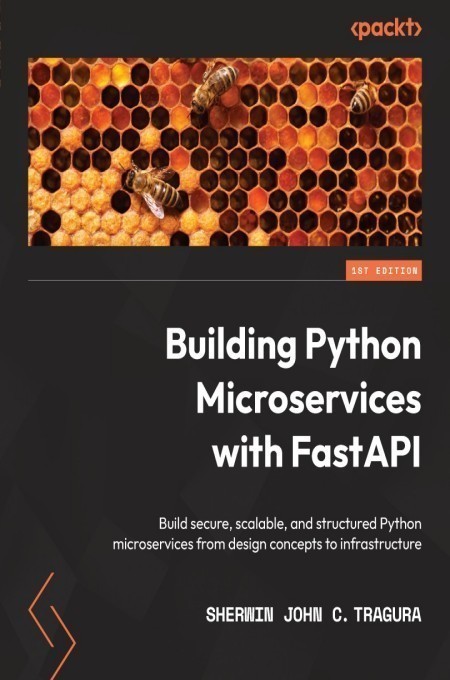 <packt>
1ST EDITION
Building Python
Microservices
with FastAPI
Build secure, scalable, and structured Python
microservices from design concepts to infrastructure
SHERWIN JOHN C. TRAGURA